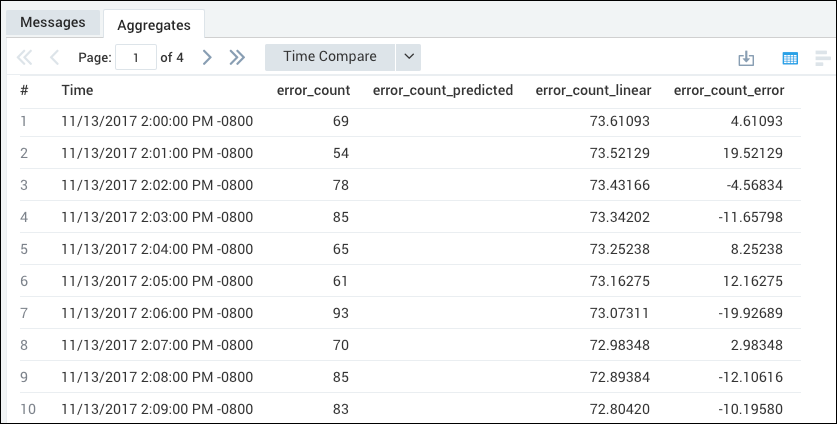 Messages Aggregates
Page: 1 of 4 Time Compare
# Time error_count error_count_predicted error_count_linear error_count_error
1 11/13/2017 2:00:00 PM -0800 69 73.61093 4.61093
2 11/13/2017 2:01:00 PM -0800 54 73.52129 19.52129
3 11/13/2017 2:02:00 PM -0800 78 73.43166 -4.56834
4 11/13/2017 2:03:00 PM -0800 85 73.34202 -11.65798
5 11/13/2017 2:04:00 PM -0800 65 73.25238 8.25238
6 11/13/2017 2:05:00 PM -0800 61 73.16275 12.16275
7 11/13/2017 2:06:00 PM -0800 93 73.07311 -19.92689
8 11/13/2017 2:07:00 PM -0800 70 72.98348 2.98348
9 11/13/2017 2:08:00 PM -0800 85 72.89384 -12.10616
10 11/13/2017 2:09:00 PM -0800 83 72.80420 -10.19580